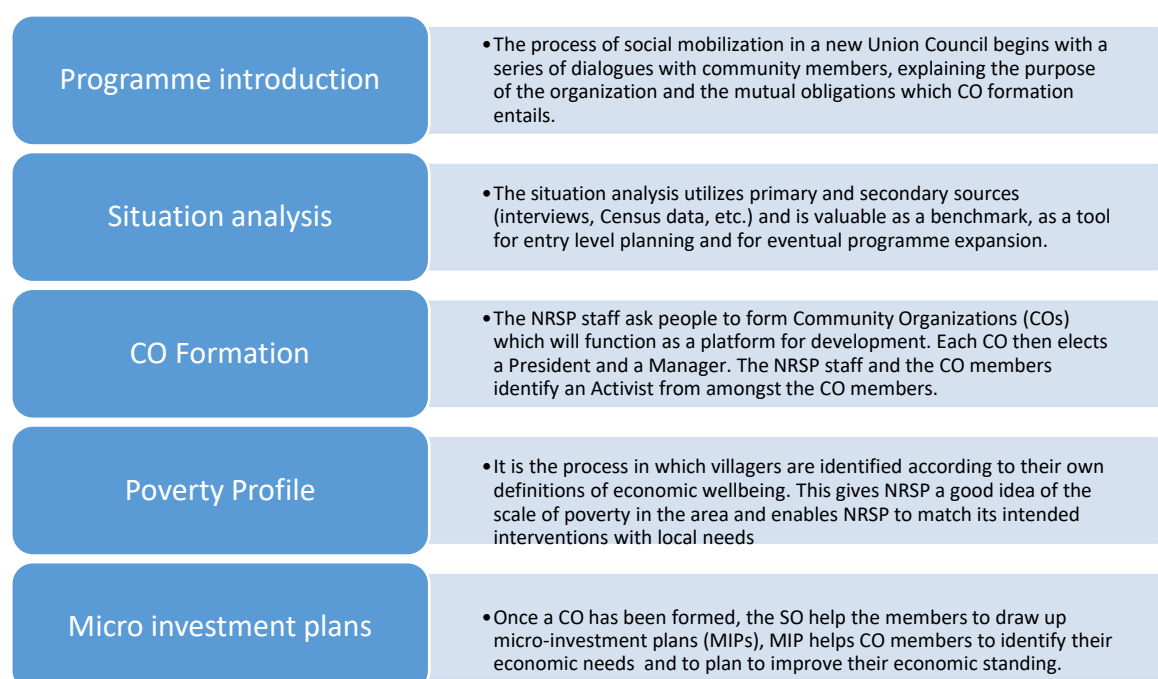 Programme introduction
•The process of social mobilization in a new Union Council begins with a
series of dialogues with community members, explaining the purpose
of the organization and the mutual obligations which CO formation
entails.
Situation analysis
•The situation analysis utilizes primary and secondary sources
(interviews, Census data, etc.) and is valuable as a benchmark, as a tool
for entry level planning and for eventual programme expansion.
CO Formation
•The NRSP staff ask people to form Community Organizations (COs)
which will function as a platform for development. Each CO then elects
a President and a Manager. The NRSP staff and the CO members
identify an Activist from amongst the CO members.
Poverty Profile
•It is the process in which villagers are identified according to their own
definitions of economic wellbeing. This gives NRSP a good idea of the
scale of poverty in the area and enables NRSP to match its intended
interventions with local needs
Micro investment plans
•Once a CO has been formed, the SO help the members to draw up
micro-investment plans (MIPs), MIP helps CO members to identify their
economic needs and to plan to improve their economic standing.